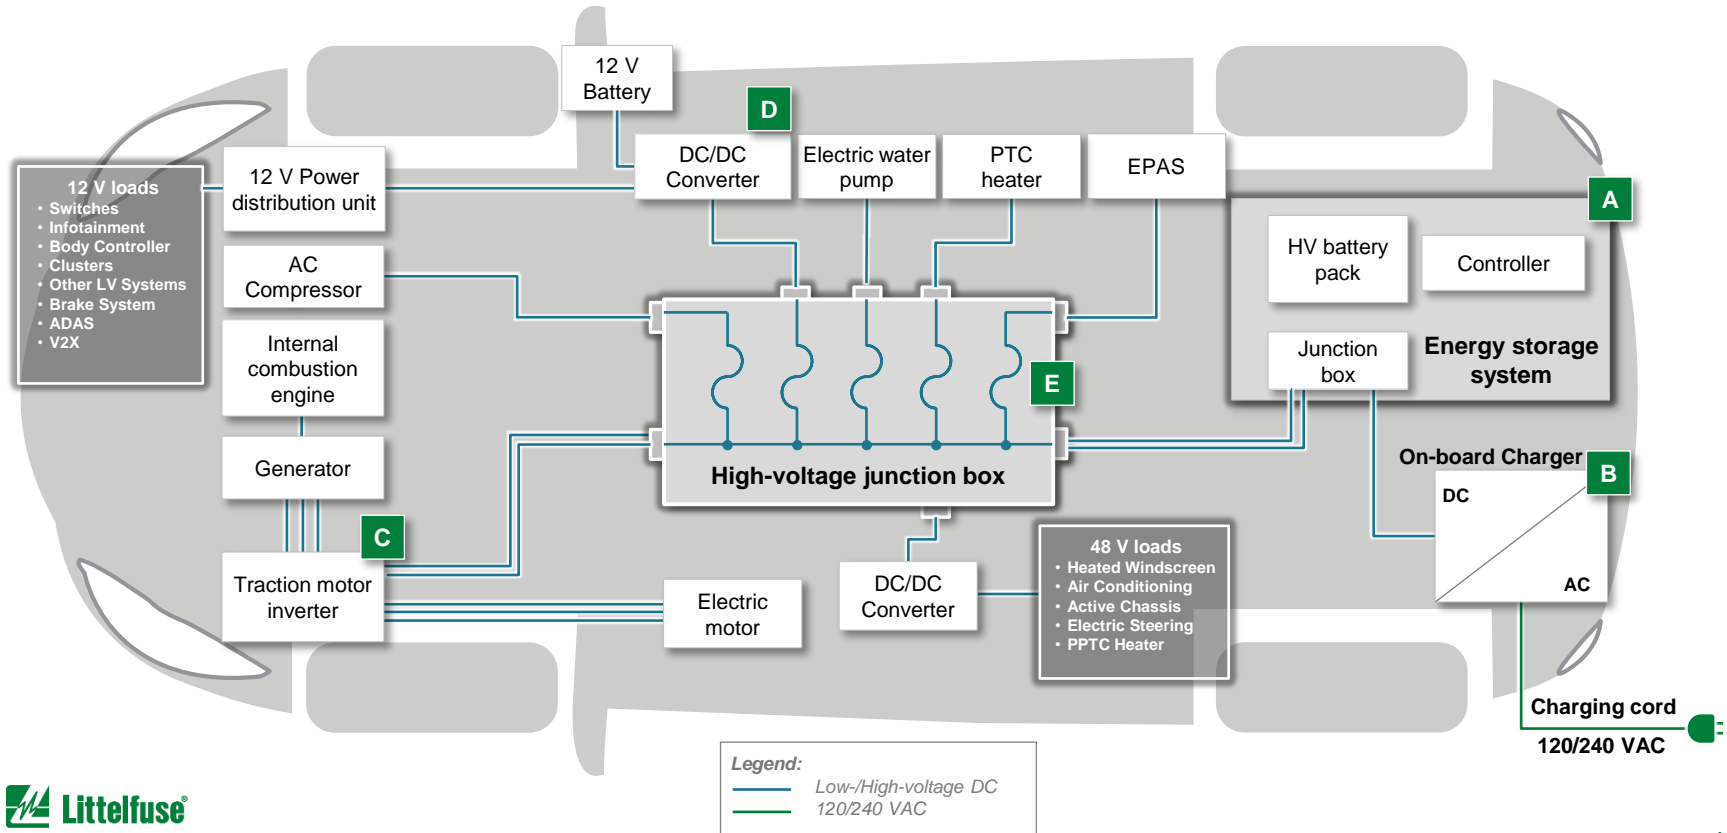 12 V
Battery
D
DC/DC
Converter
Electric water
pump
PTC
heater
EPAS
12 V loads
• Switches
• Infotainment
• Body Controller
• Clusters
• Other LV Systems
• Brake System
• ADAS
• V2X
12 V Power
distribution unit
AC
Compressor
Internal
combustion
engine
Generator
C
Traction motor
inverter
Electric
motor
E
High-voltage junction box
A
HV battery
pack
Controller
Junction
box
Energy storage
system
On-board Charger
B
DC
AC
DC/DC
Converter
48 V loads
• Heated Windscreen
• Air Conditioning
• Active Chassis
• Electric Steering
• PPTC Heater
Charging cord
120/240 VAC
Legend:
Low-/High-voltage DC
120/240 VAC
Littelfuse®